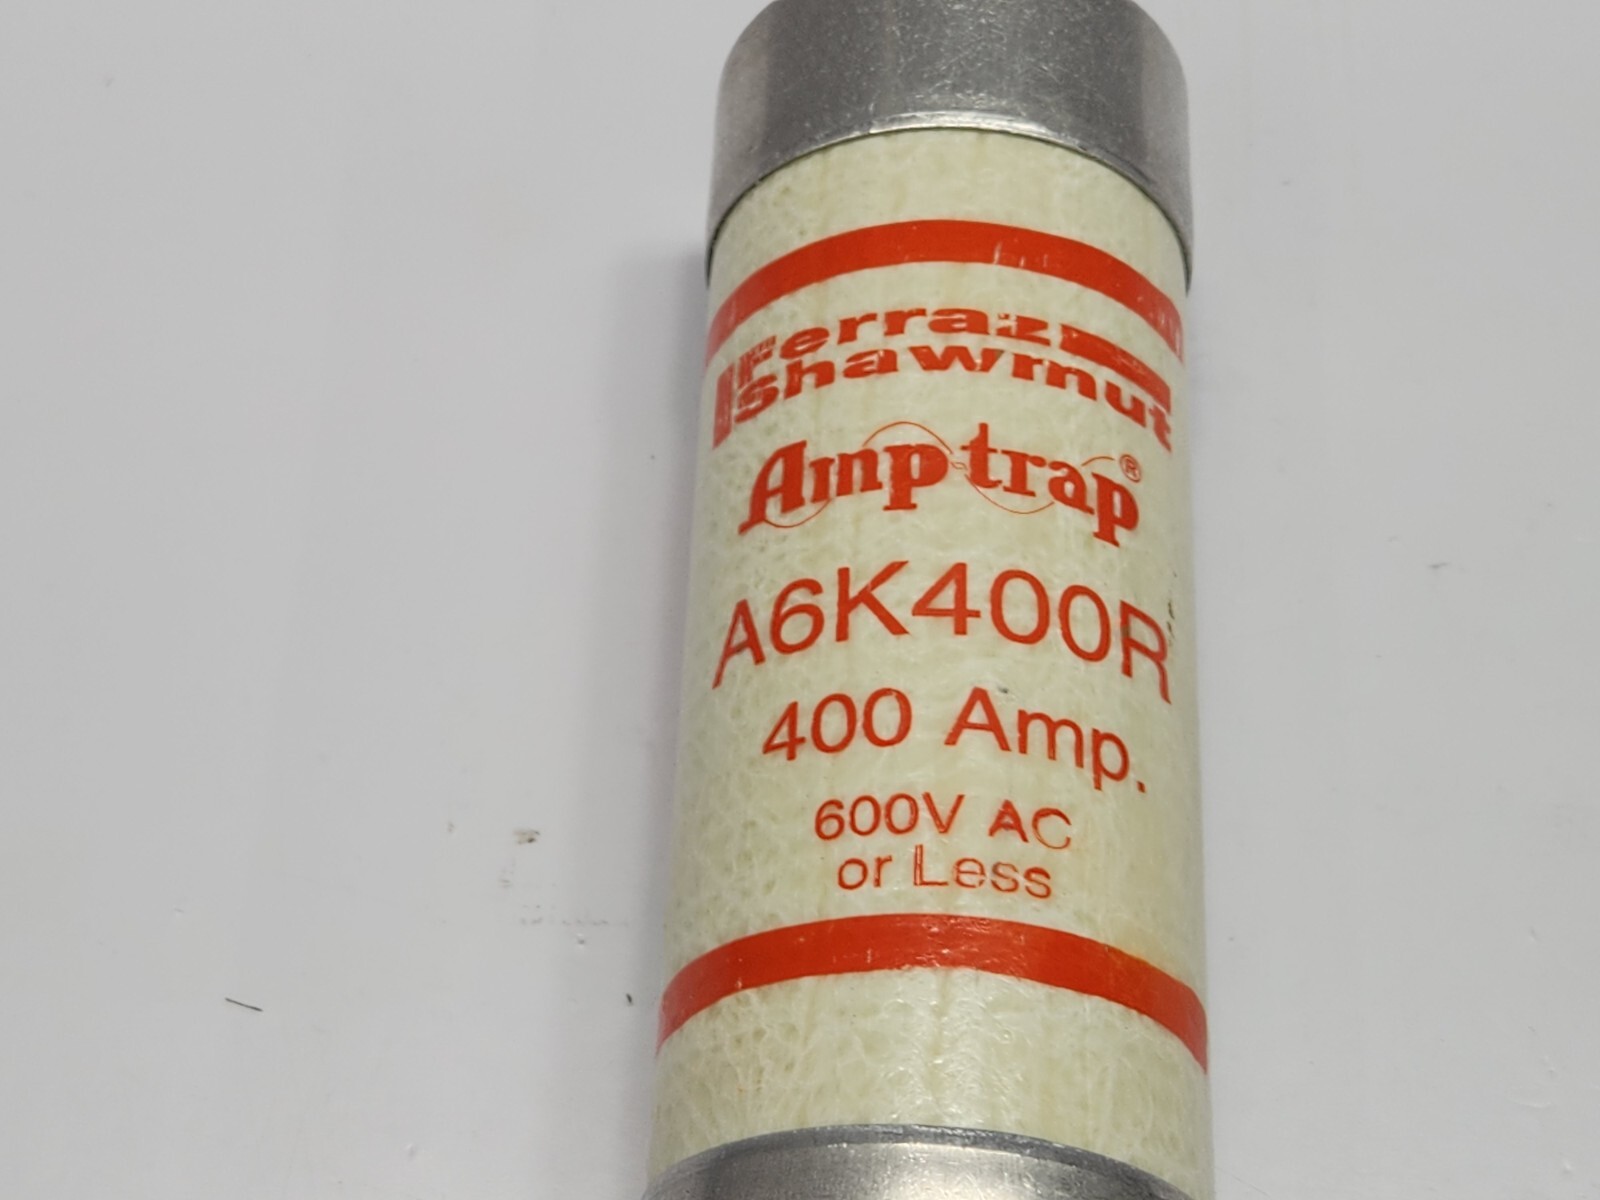 Ferraz
Shawmut
Amp-trap®
A6K400R
400 Amp.
600V AC
or Less